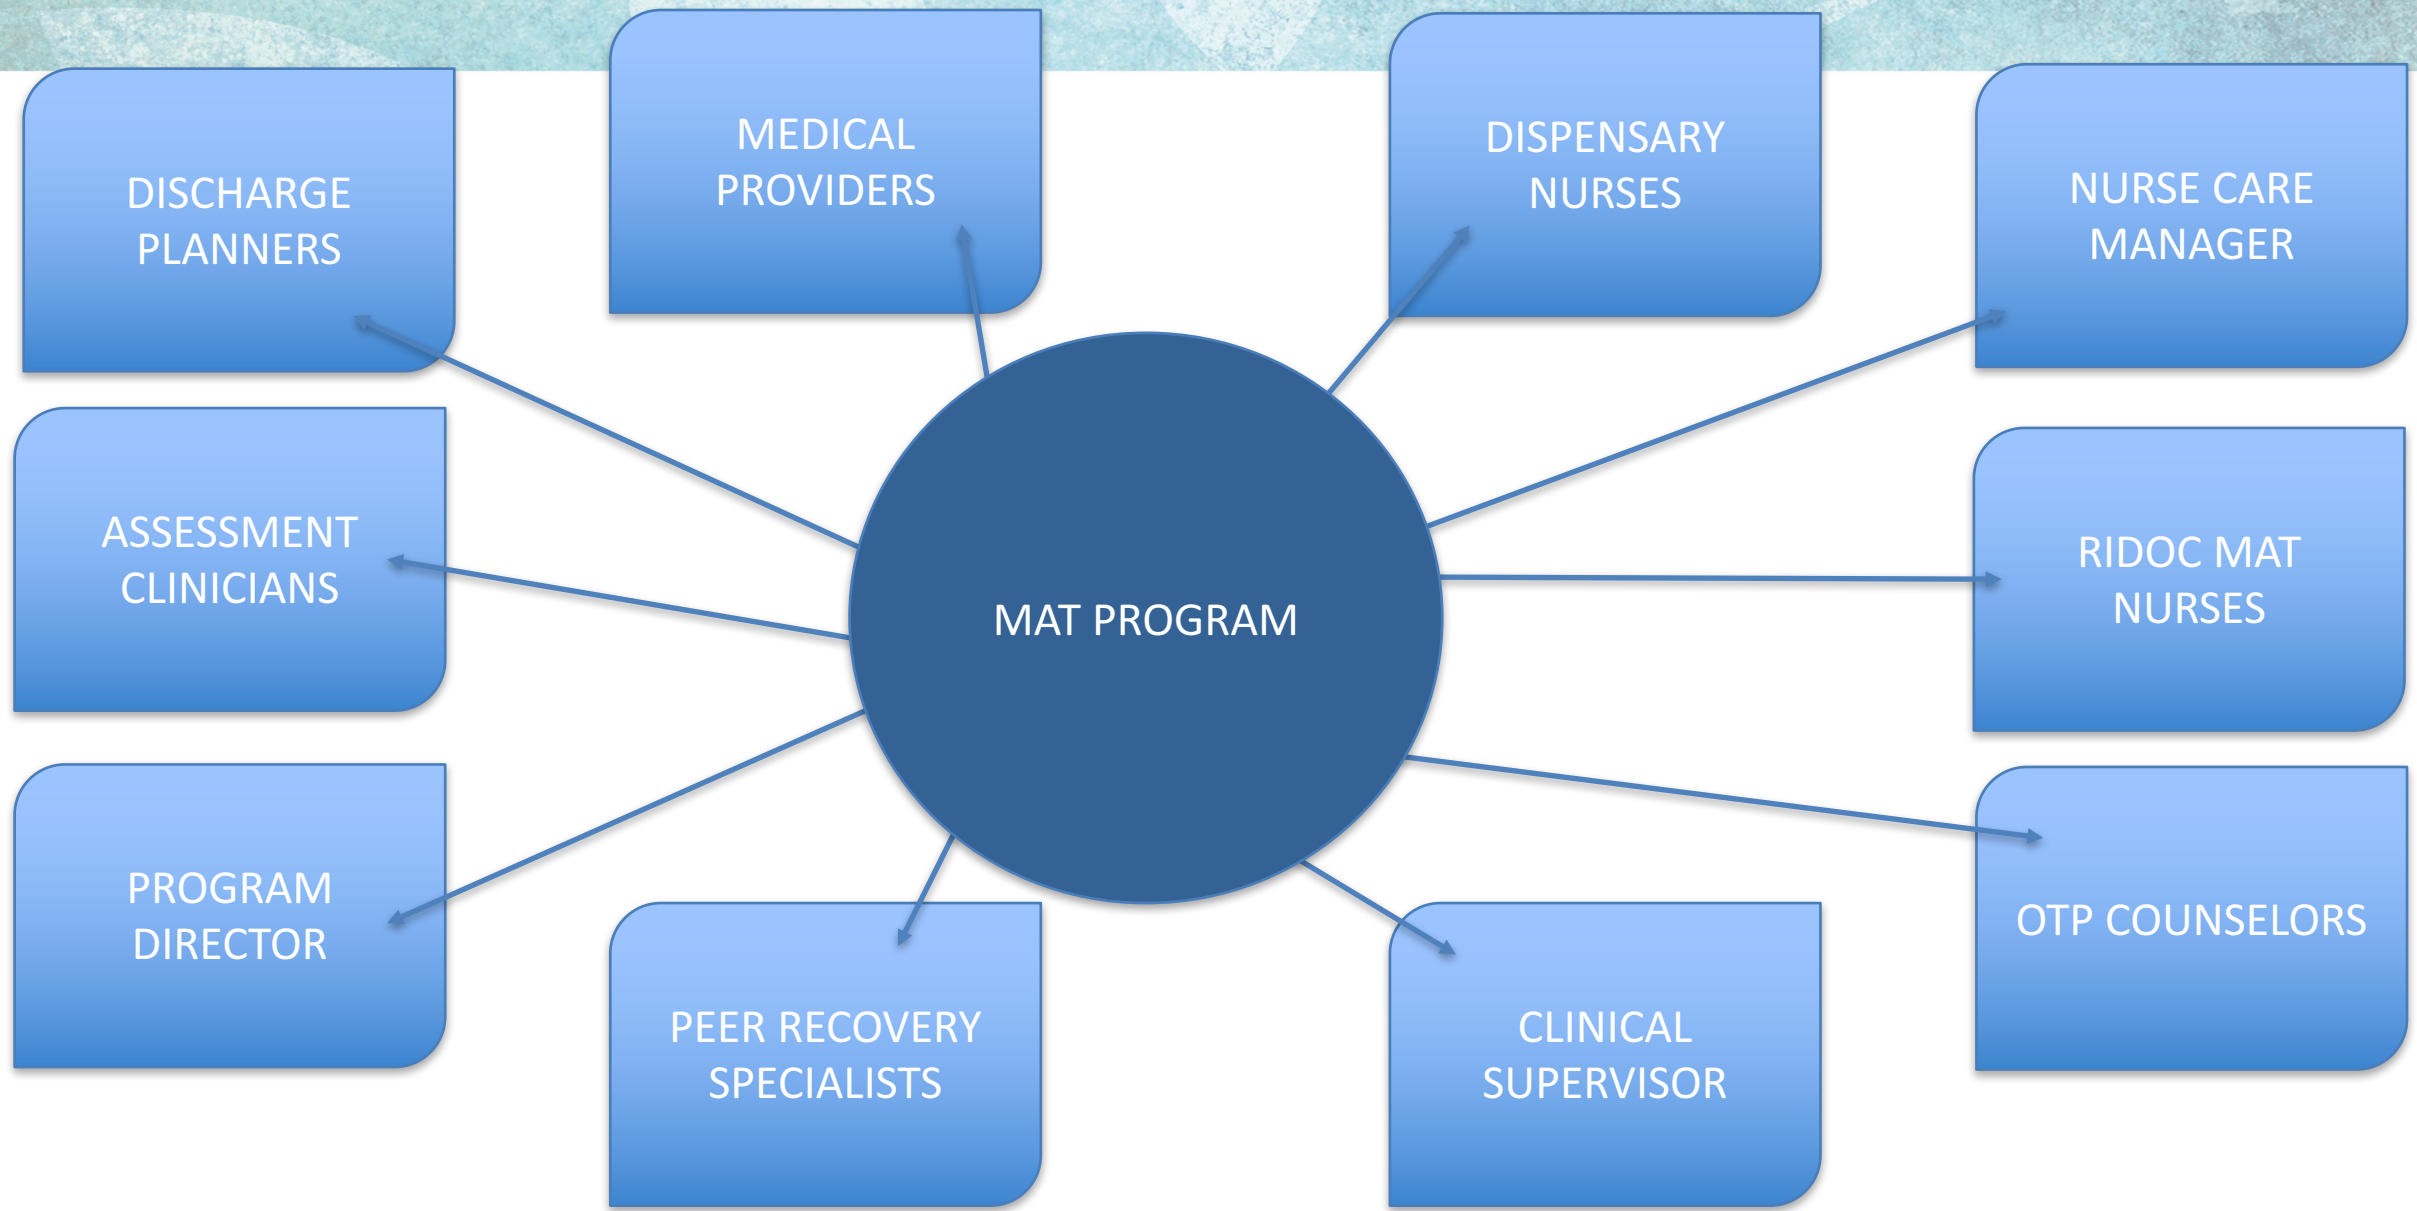 MEDICAL
PROVIDERS
DISPENSARY
NURSES
DISCHARGE
PLANNERS
NURSE CARE
MANAGER
ASSESSMENT
CLINICIANS
RIDOC MAT
NURSES
MAT PROGRAM
PROGRAM
DIRECTOR
OTP COUNSELORS
PEER RECOVERY
SPECIALISTS
CLINICAL
SUPERVISOR